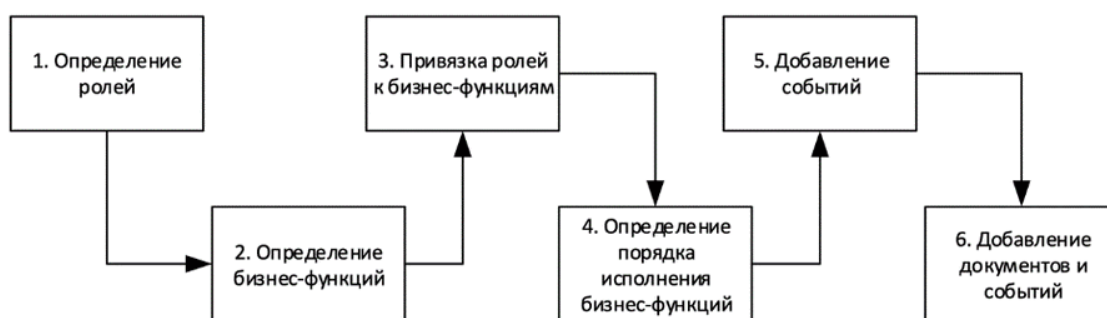 1. Определение
ролей
2. Определение
бизнес-функций
3. Привязка ролей
к бизнес-функциям
4. Определение
порядка
исполнения
бизнес-функций
5. Добавление
событий
6. Добавление
документов и
событий